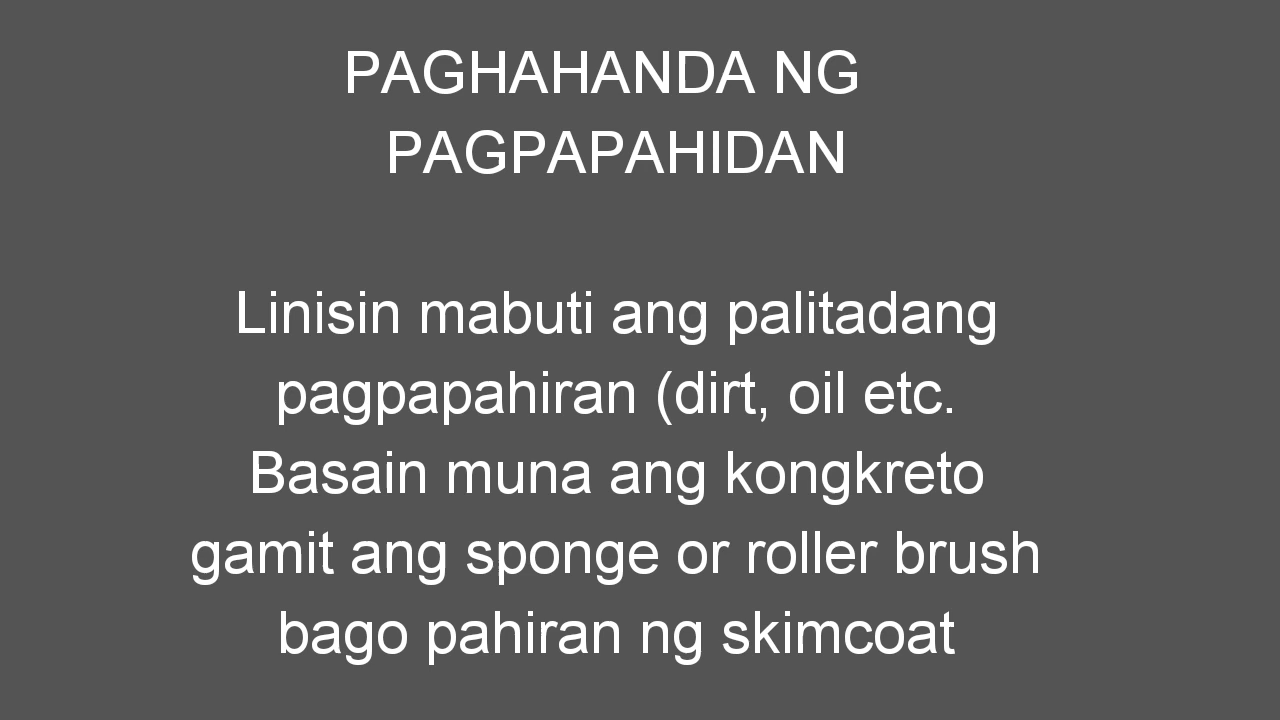 PAGHAHANDA NG
PAGPAPAHIDAN
Linisin mabuti ang palitadang
pagpapahiran (dirt, oil etc.
Basain muna ang kongkreto
gamit ang sponge or roller brush
bago pahiran ng skimcoat